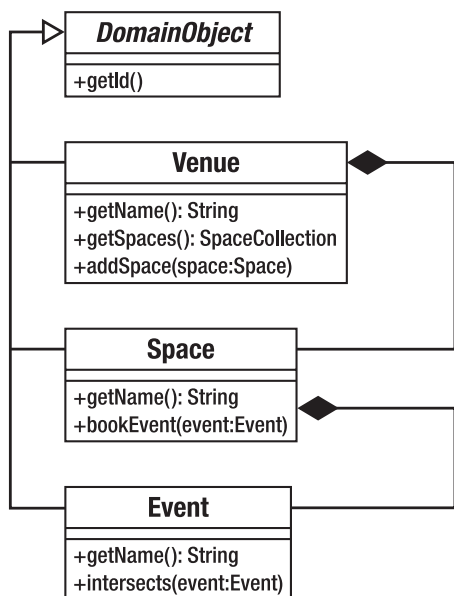 DomainObject
+getId()
Venue
+getName(): String
+getSpaces(): SpaceCollection
+addSpace(space:Space)
Space
+getName(): String
+bookEvent(event:Event)
Event
+getName(): String
+intersects(event:Event)